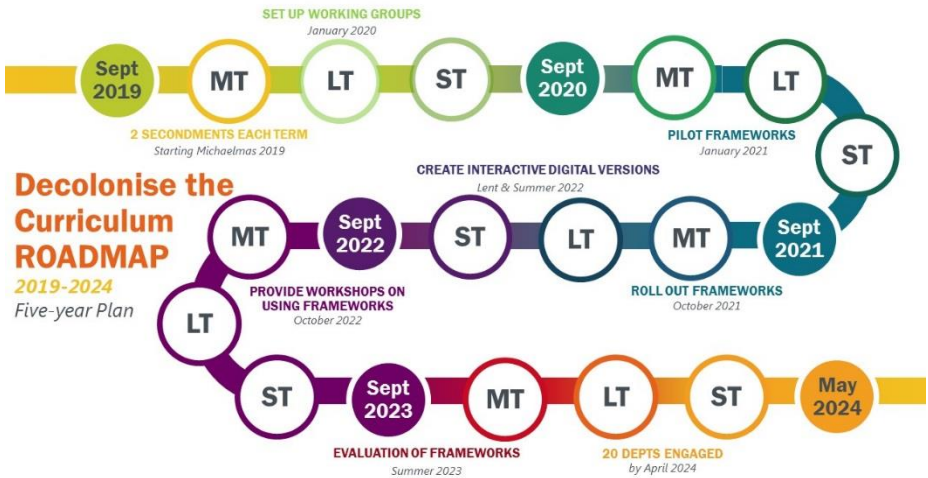 SET UP WORKING GROUPS
January 2020
Sept
2019
MT
LT
ST
Sept
2020
MT
LT
2 SECONDMENTS EACH TERM
Starting Michaelmas 2019
PILOT FRAMEWORKS
January 2021
ST
Decolonise the
Curriculum
ROADMAP
2019-2024
Five-year Plan
CREATE INTERACTIVE DIGITAL VERSIONS
Lent & Summer 2022
MT
Sept
2022
ST
LT
MT
Sept
2021
PROVIDE WORKSHOPS ON
USING FRAMEWORKS
October 2022
ROLL OUT FRAMEWORKS
October 2021
LT
ST
Sept
2023
MT
LT
ST
May
2024
EVALUATION OF FRAMEWORKS
Summer 2023
20 DEPTS ENGAGED
by April 2024